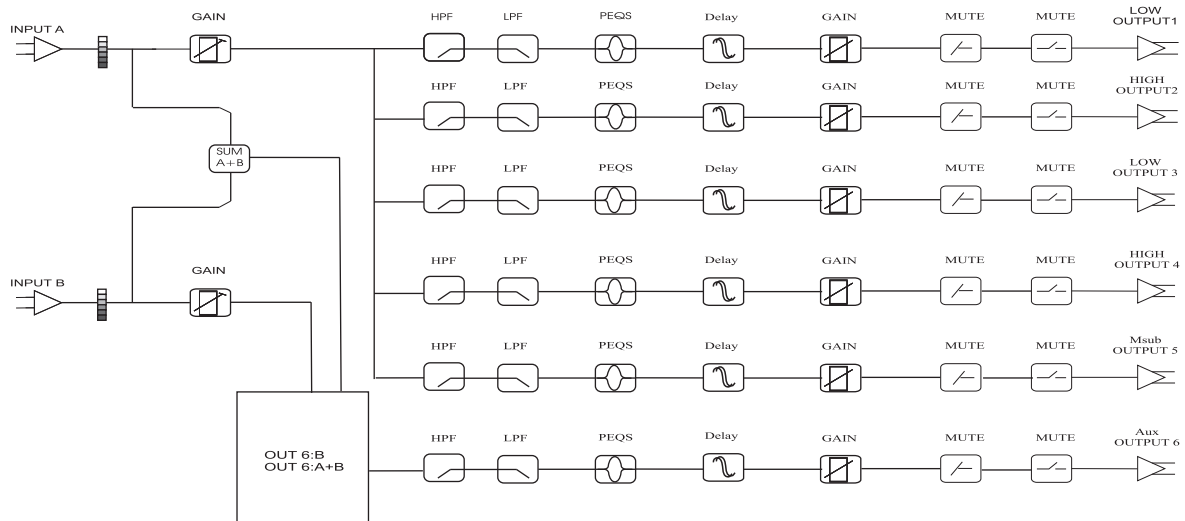 INPUT A
GAIN
HPF LPF PEQS Delay GAIN MUTE MUTE LOW
OUTPUT1
HPF LPF PEQS Delay GAIN MUTE MUTE HIGH
OUTPUT2
SUM
A+B
HPF LPF PEQS Delay GAIN MUTE MUTE LOW
OUTPUT 3
INPUT B
GAIN
HPF LPF PEQS Delay GAIN MUTE MUTE HIGH
OUTPUT 4
HPF LPF PEQS Delay GAIN MUTE MUTE Msub
OUTPUT 5
OUT 6:B
OUT 6:A+B
HPF LPF PEQS Delay GAIN MUTE MUTE Aux
OUTPUT 6